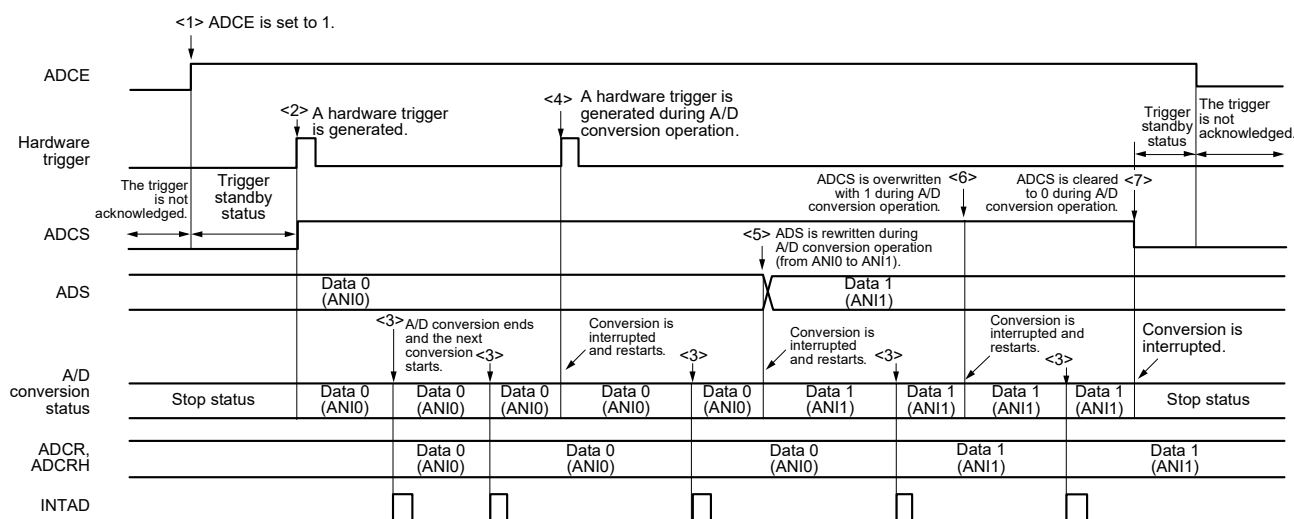 <1> ADCE is set to 1.
ADCE
<2> A hardware trigger
is generated.
<4> A hardware trigger is
generated during A/D
conversion operation.
Trigger
standby
status
The trigger
is not
acknowledged.
Hardware
trigger
The trigger
is not
acknowledged.
Trigger
standby
status
ADCS is overwritten <6>
with 1 during A/D
conversion operation.
ADCS is cleared <7>
to 0 during A/D
conversion operation.
ADCS
<5> ADS is rewritten during
A/D conversion operation
(from ANI0 to ANI1).
ADS
Data 0
(ANI0)
Data 1
(ANI1)
<3> A/D conversion ends
and the next
conversion
starts.
<3>
Conversion is
interrupted
and restarts.
<3>
Conversion is
interrupted
and restarts.
<3>
Conversion is
interrupted and
restarts.
<3>
Conversion is
interrupted.
A/D
conversion
status
Stop status
Data 0
(ANI0)
Data 0
(ANI0)
Data 0
(ANI0)
Data 0
(ANI0)
Data 0
(ANI0)
Data 1
(ANI1)
Data 1
(ANI1)
Data 1
(ANI1)
Data 1
(ANI1)
Stop status
ADCR,
ADCRH
Data 0
(ANI0)
Data 0
(ANI0)
Data 0
(ANI0)
Data 1
(ANI1)
Data 1
(ANI1)
INTAD